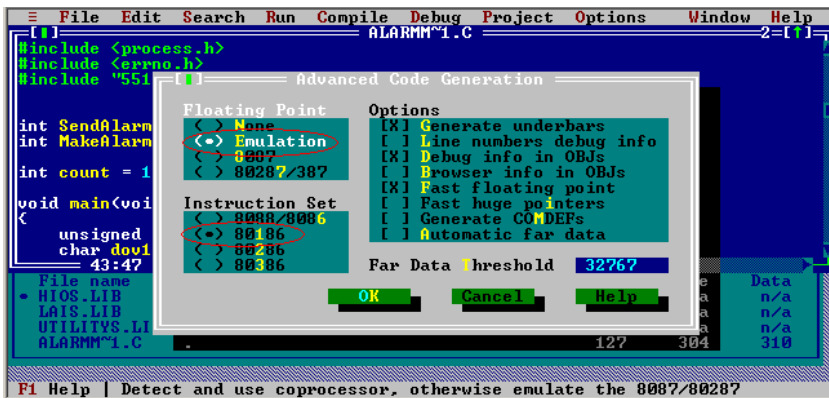 ≡ File Edit Search Run Compile Debug Project Options Window Help
[■] ALARMM~1.C 2=[↑]
#include <process.h>
#include <errno.h>
#include "551
[■] Advanced Code Generation
Floating Point
( ) None
(•) Emulation
( ) 8087
( ) 80287/387
Instruction Set
( ) 8088/8086
(•) 80186
( ) 80286
( ) 80386
Options
[X] Generate underbars
[ ] Line numbers debug info
[X] Debug info in OBJs
[ ] Browser info in OBJs
[X] Fast floating point
[ ] Fast huge pointers
[ ] Generate COMDEFs
[ ] Automatic far data
Far Data Threshold 32767
OK Cancel Help
int SendAlarm
int MakeAlarm
int count = 1
void main(voi
{
unsigned
char dov1
43:47
File name e Data
• HIOS.LIB a n/a
LAIS.LIB a n/a
UTILITYS.LI a n/a
ALARMM~1.C . 127 304 310
F1 Help | Detect and use coprocessor, otherwise emulate the 8087/80287